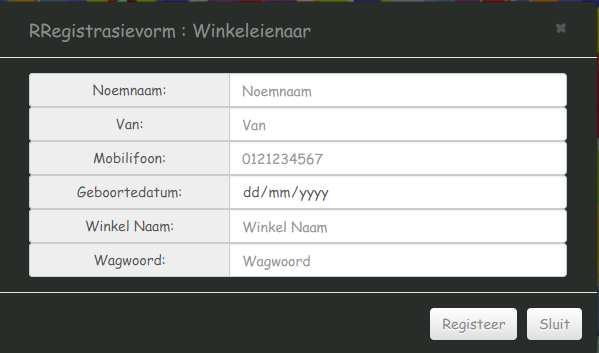 RRegistrasievorm : Winkeleienaar ×
Noemnaam: Noemnaam
Van: Van
Mobilifoon: 0121234567
Geboortedatum: dd/mm/yyyy
Winkel Naam: Winkel Naam
Wagwoord: Wagwoord
Registeer Sluit